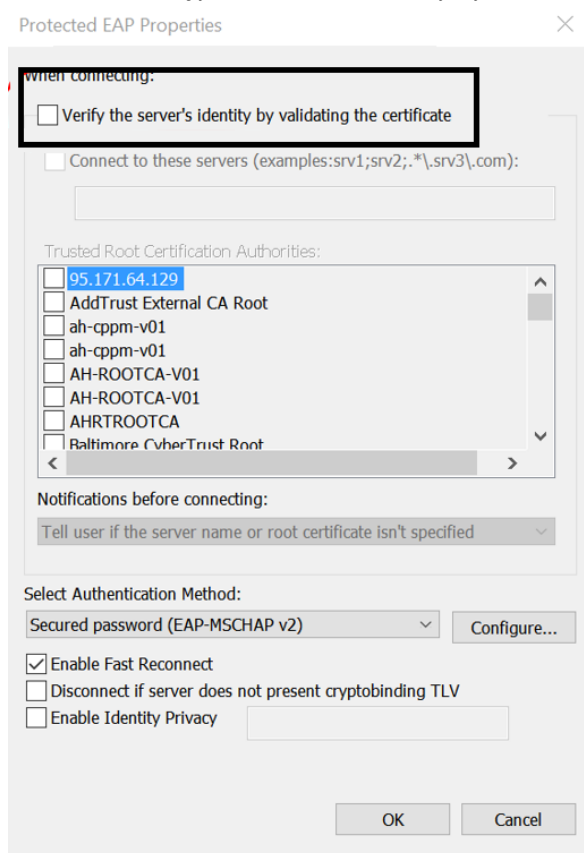 Protected EAP Properties
When connecting:
Verify the server's identity by validating the certificate
Connect to these servers (examples:srv1;srv2;.*\.srv3\.com):
Trusted Root Certification Authorities:
95.171.64.129
AddTrust External CA Root
ah-cppm-v01
ah-cppm-v01
AH-ROOTCA-V01
AH-ROOTCA-V01
AHRTROOTCA
Baltimore CyberTrust Root
Notifications before connecting:
Tell user if the server name or root certificate isn't specified
Select Authentication Method:
Secured password (EAP-MSCHAP v2)
Configure...
Enable Fast Reconnect
Disconnect if server does not present cryptobinding TLV
Enable Identity Privacy
OK
Cancel